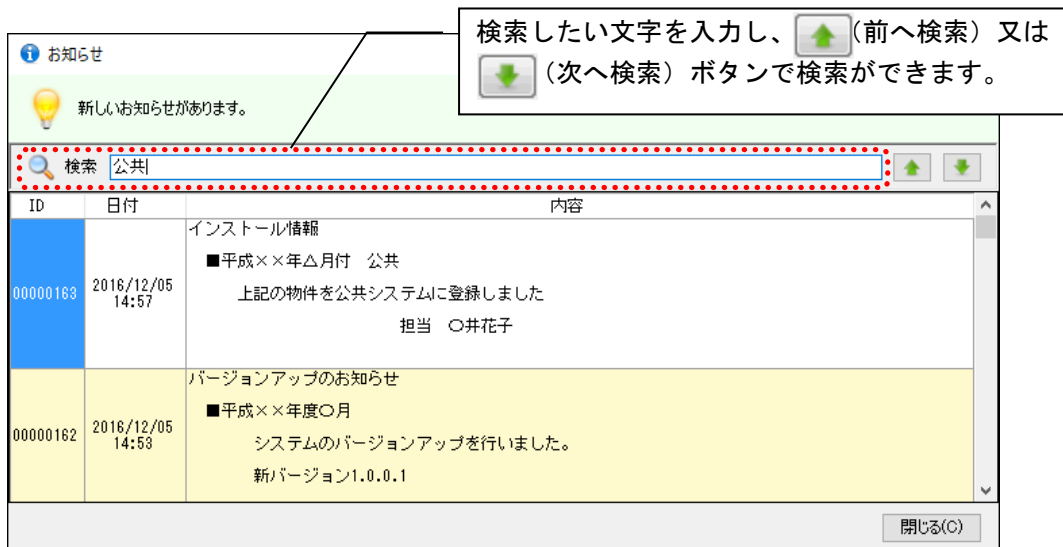 検索したい文字を入力し、(前へ検索)又は
(次へ検索)ボタンで検索ができます。
お知らせ
新しいお知らせがあります。
検索 公共
ID 日付 内容
00000163 2016/12/05 14:57
インストール情報
■平成××年△月付 公共
上記の物件を公共システムに登録しました
担当 〇井花子
00000162 2016/12/05 14:53
バージョンアップのお知らせ
■平成××年度〇月
システムのバージョンアップを行いました。
新バージョン1.0.0.1
閉じる(C)